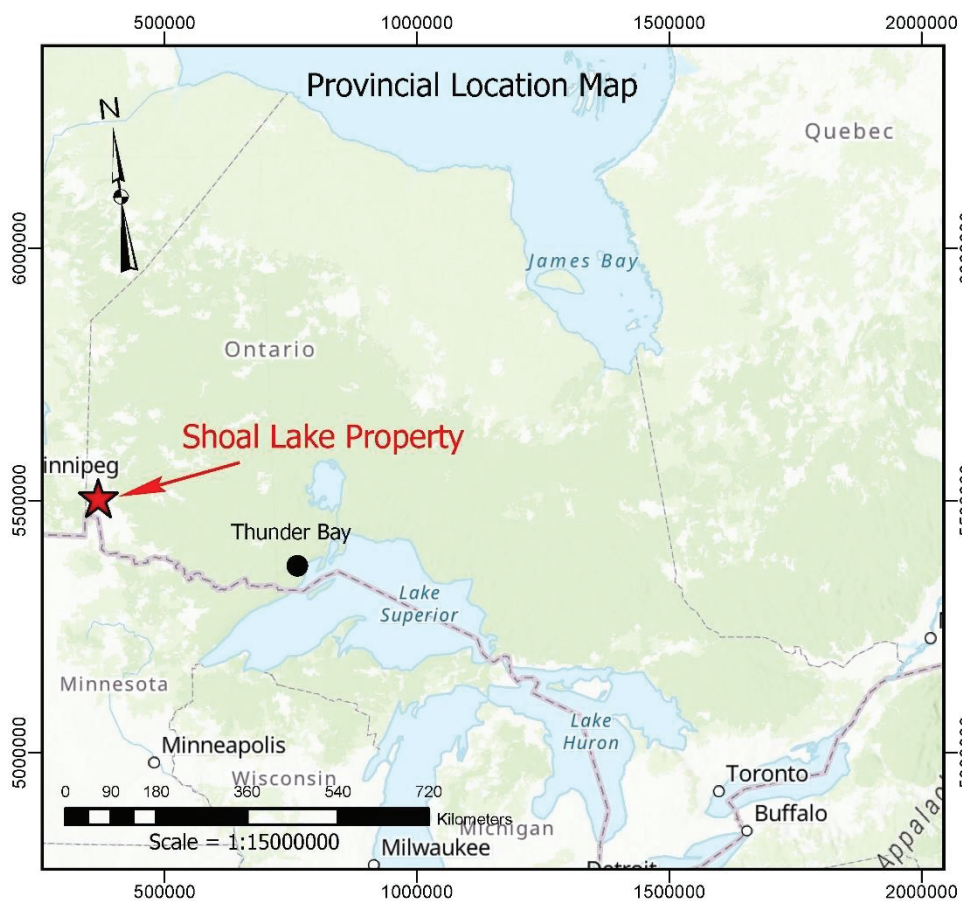 500000
1000000
1500000
2000000
Provincial Location Map
N
Quebec
6000000
James Bay
Ontario
Shoal Lake Property
innipeg
5500000
Thunder Bay
Lake
Superior
Minnesota
Lake
Huron
Minneapolis
5000000
Wisconsin
Toronto
0 90 180 360 540 720
Kilometers
Buffalo
Michigan
Scale = 1:15000000
Milwaukee
Detroit
Appalac
500000
1000000
1500000
2000000